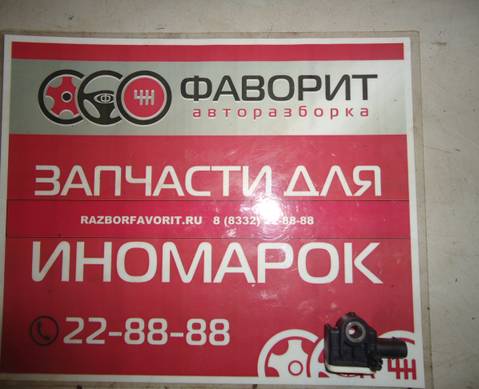 ФАВОРИТ
авторазборка
ЗАПЧАСТИ ДЛЯ
RAZBORFAVORIT.RU 8 (8332) 22-88-88
ИНОМАРОК
22-88-88